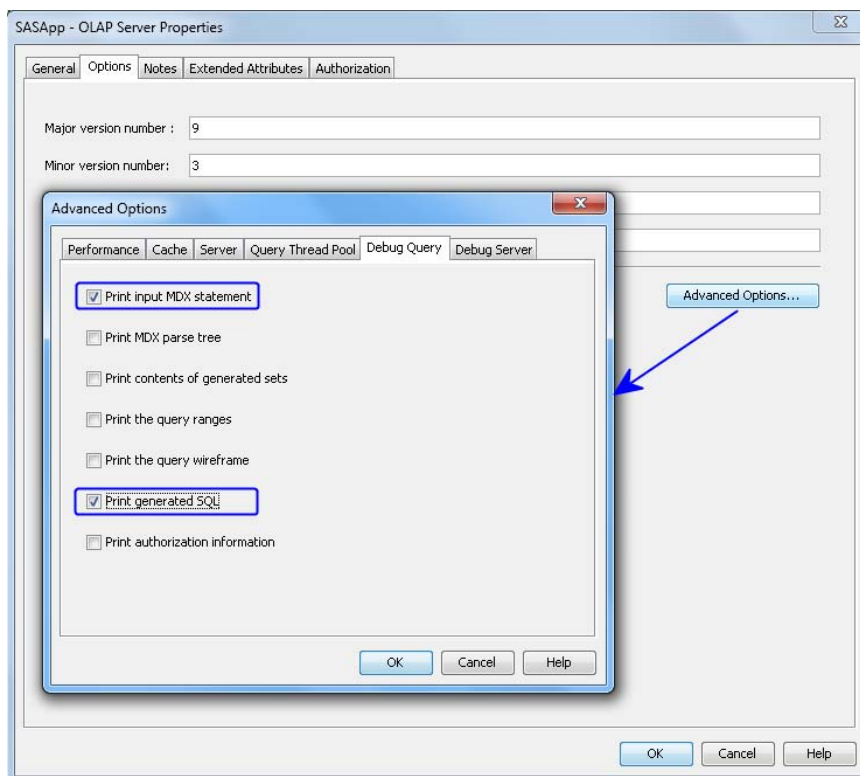 SASApp - OLAP Server Properties
General Options Notes Extended Attributes Authorization
Major version number : 9
Minor version number: 3
Advanced Options
Performance Cache Server Query Thread Pool Debug Query Debug Server
Print input MDX statement
Advanced Options...
Print MDX parse tree
Print contents of generated sets
Print the query ranges
Print the query wireframe
Print generated SQL
Print authorization information
OK Cancel Help
OK Cancel Help